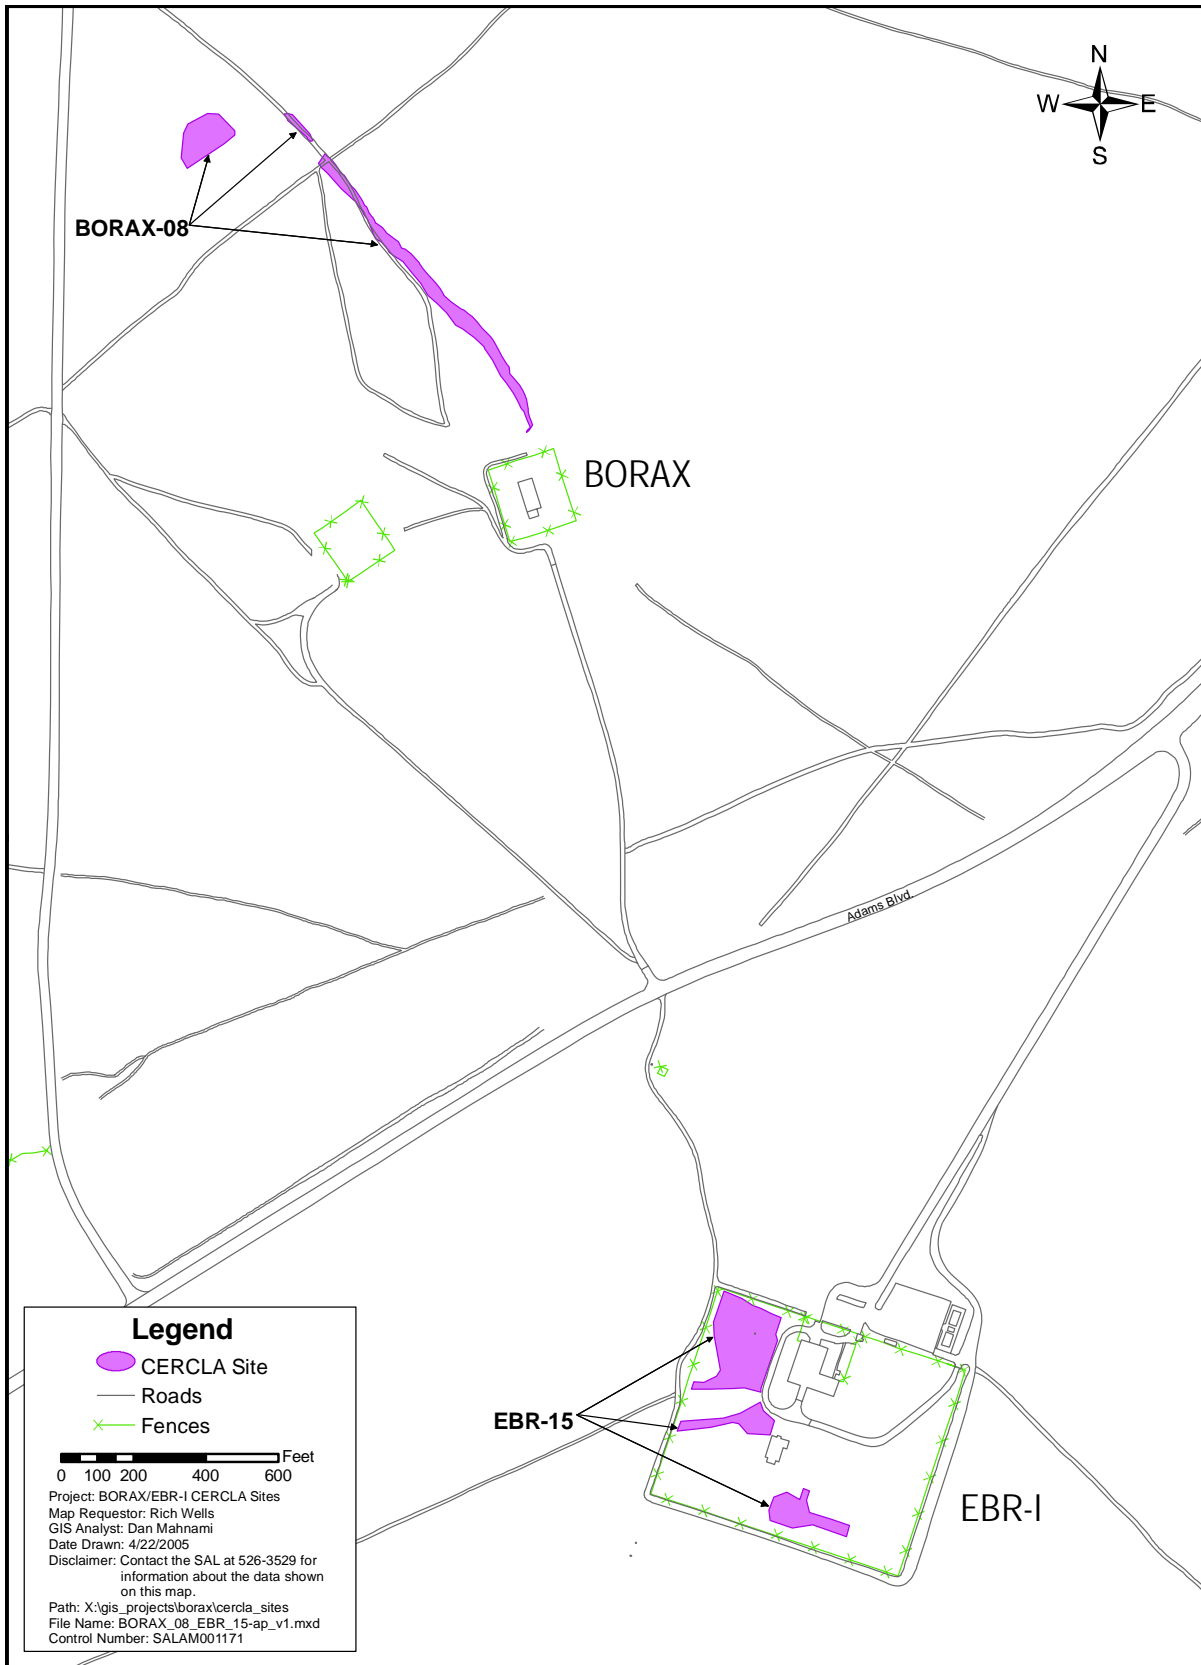 N
W E
S
BORAX-08
BORAX
Adams Blvd.
EBR-15
EBR-I
Legend
CERCLA Site
Roads
Fences
Feet
0 100 200 400 600
Project: BORAX/EBR-I CERCLA Sites
Map Requestor: Rich Wells
GIS Analyst: Dan Mahnami
Date Drawn: 4/22/2005
Disclaimer: Contact the SAL at 526-3529 for
information about the data shown
on this map.
Path: X:\gis_projects\borax\cercla_sites
File Name: BORAX_08_EBR_15-ap_v1.mxd
Control Number: SALAM001171